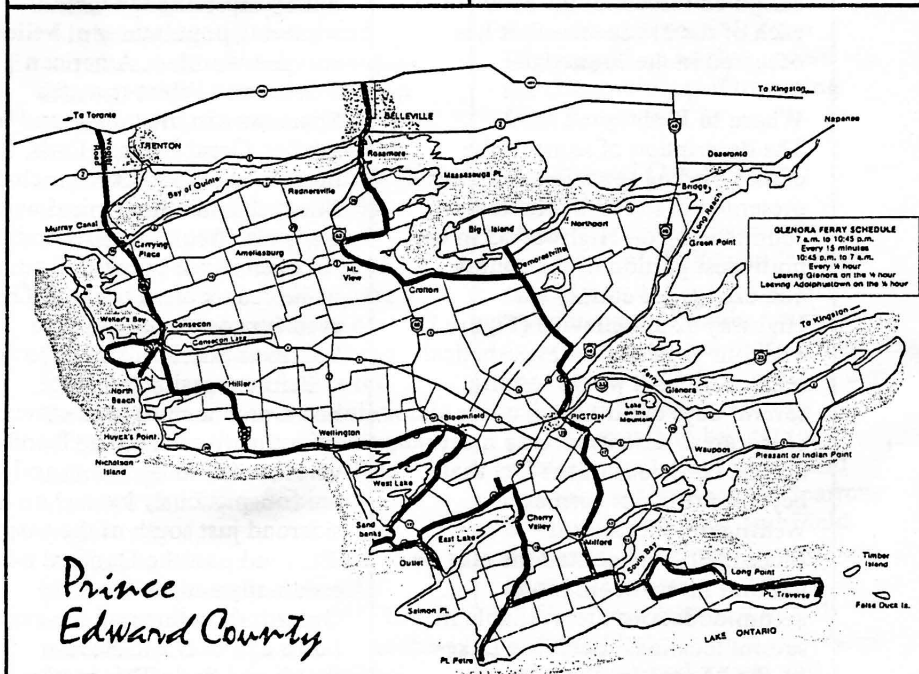 To Kingston
To Toronto
BELLEVILLE
Napanee
Wooler Road
TRENTON
Rossmore
Deseronto
Massassauga Pt.
Bay of Quinte
Rednersville
Bridge
Long Reach
Big Island
Northport
Murray Canal
Carrying Place
Ameliasburg
Demorestville
Green Point
Mt. View
Crofton
GLENORA FERRY SCHEDULE
7 a.m. to 10:45 p.m.
Every 15 minutes
10:45 p.m. to 7 a.m.
Every ½ hour
Leaving Glenora on the ½ hour
Leaving Adolphustown on the ¼ hour
To Kingston
Weller's Bay
Consecon
Consecon Lake
Ferry
Glenora
North Beach
Hillier
Bloomfield
PICTON
Lake on the Mountain
Huyck's Point
Wellington
Waupoos
Nicholson Island
Pleasant or Indian Point
West Lake
Sand banks
Cherry Valley
East Lake
Milford
Outlet
South Bay
Long Point
Timber Island
Salmon Pt.
Pt. Traverse
False Duck Is.
Prince
Edward County
LAKE ONTARIO
Pt. Petre